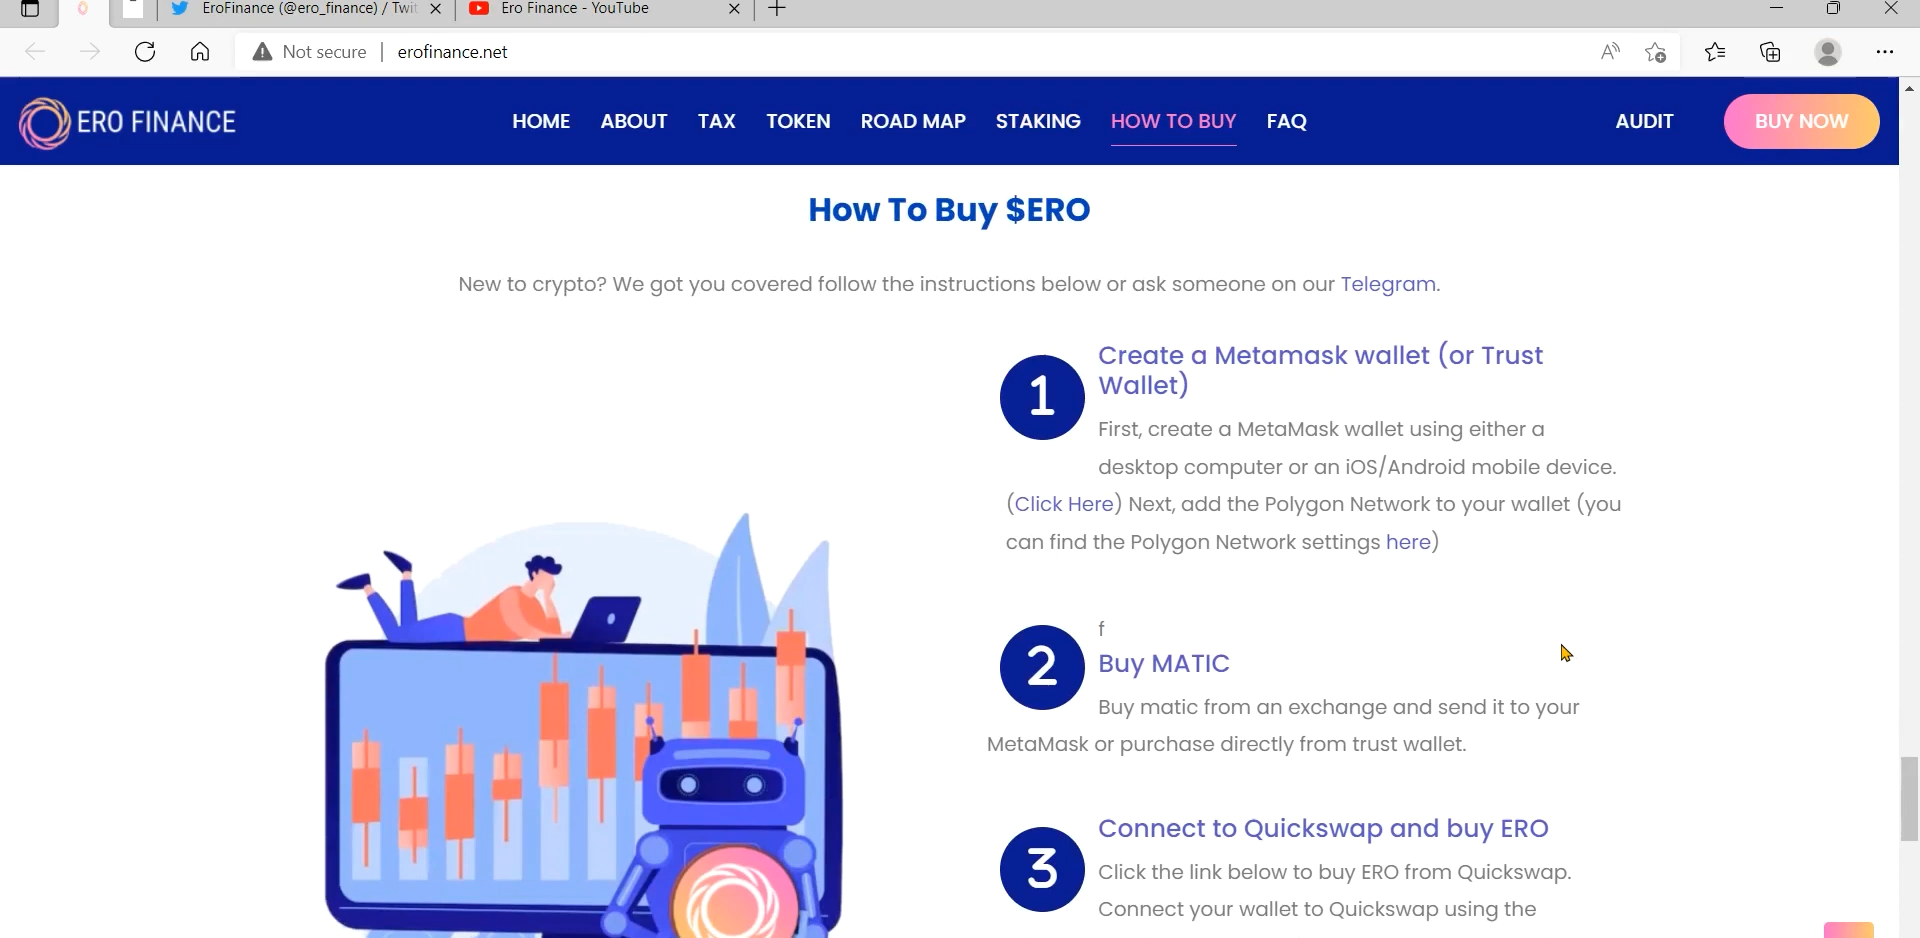 EroFinance (@ero_finance) / Twit
Ero Finance - YouTube
Not secure
erofinance.net
ERO FINANCE
HOME
ABOUT
TAX
TOKEN
ROAD MAP
STAKING
HOW TO BUY
FAQ
AUDIT
BUY NOW
How To Buy $ERO
New to crypto? We got you covered follow the instructions below or ask someone on our Telegram.
1
Create a Metamask wallet (or Trust
Wallet)
First, create a MetaMask wallet using either a
desktop computer or an iOS/Android mobile device.
(Click Here) Next, add the Polygon Network to your wallet (you
can find the Polygon Network settings here)
f
2
Buy MATIC
Buy matic from an exchange and send it to your
MetaMask or purchase directly from trust wallet.
3
Connect to Quickswap and buy ERO
Click the link below to buy ERO from Quickswap.
Connect your wallet to Quickswap using the